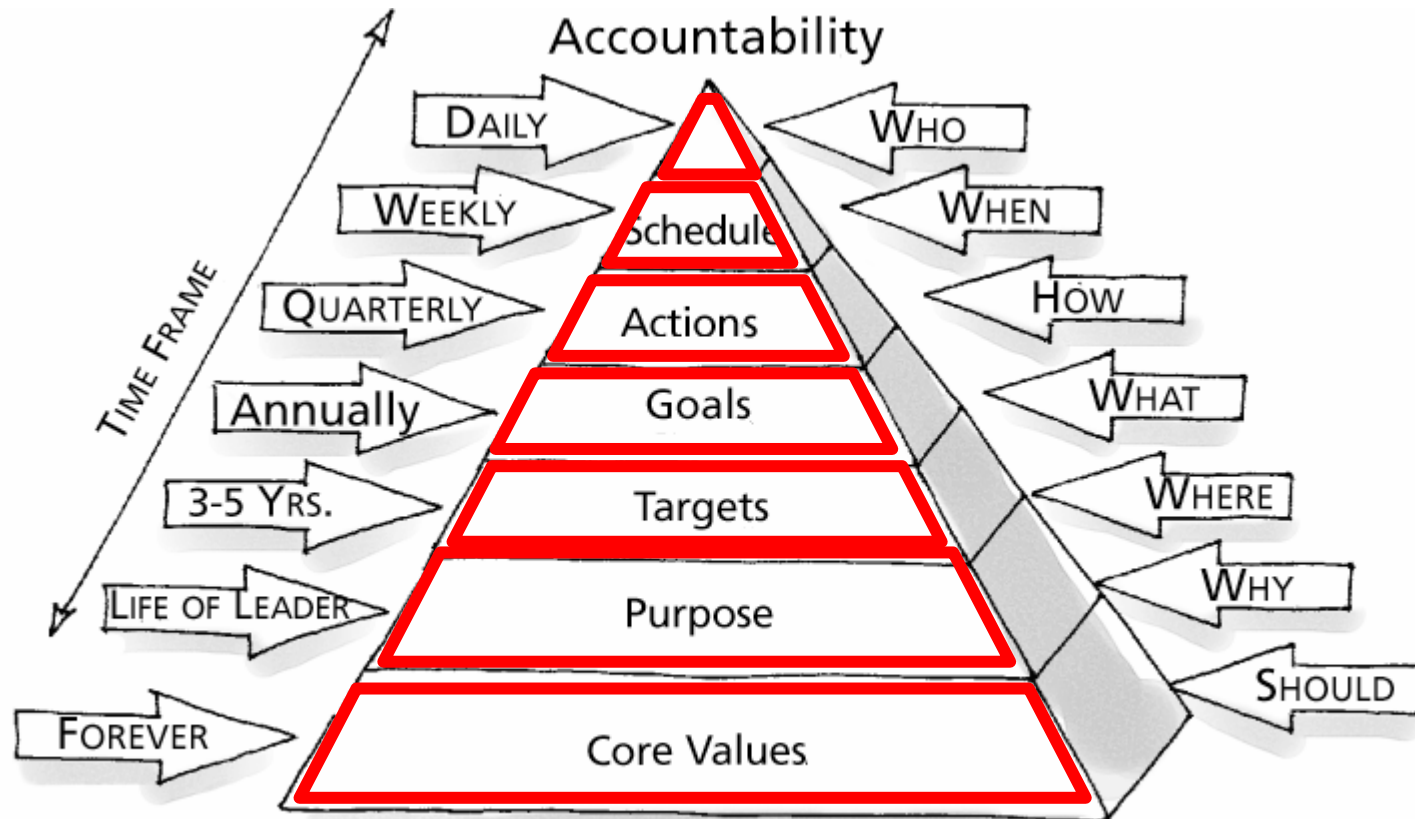 Accountability
DAILY
WHO
WEEKLY
Schedule
WHEN
QUARTERLY
Actions
HOW
Annually
Goals
WHAT
TIME FRAME
3-5 YRS.
Targets
WHERE
LIFE OF LEADER
Purpose
WHY
FOREVER
Core Values
SHOULD